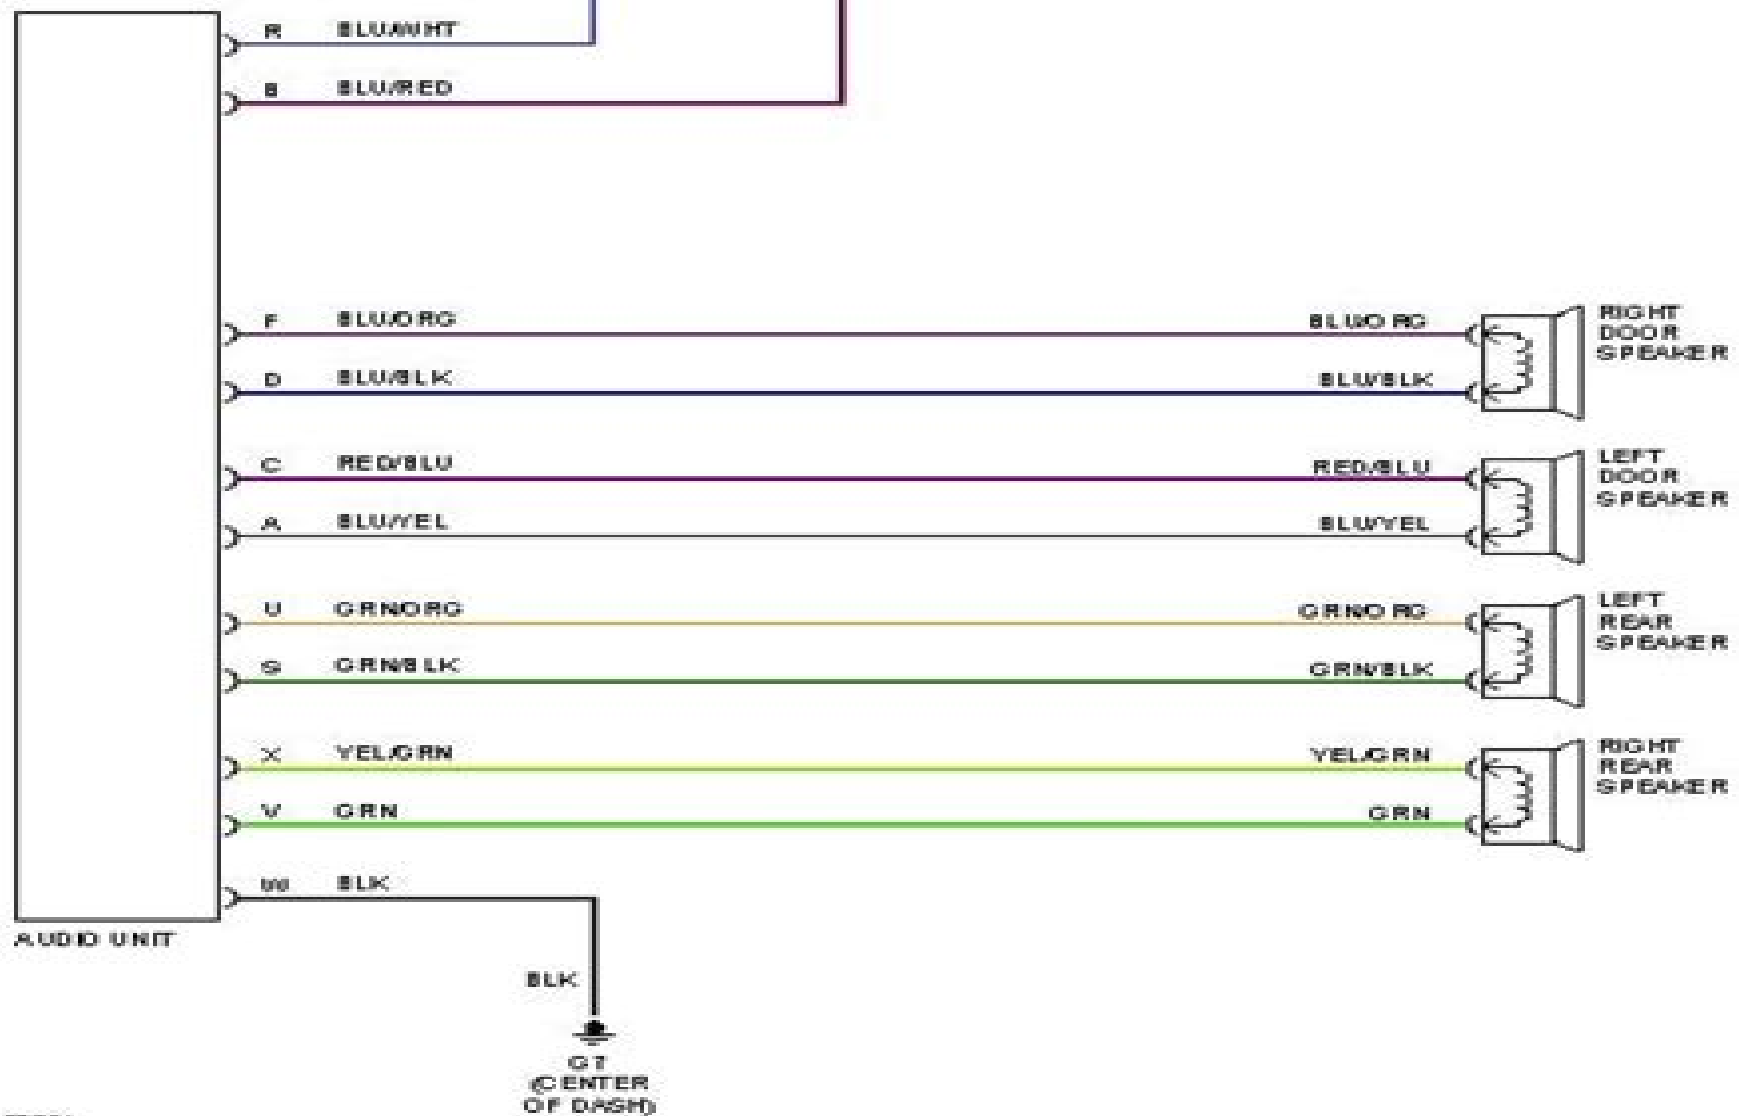 R BLU/WHT
B BLU/RED
F BLU/ORG BLU/ORG
RIGHT
DOOR
SPEAKER
D BLU/BLK BLU/BLK
C RED/BLU RED/BLU
LEFT
DOOR
SPEAKER
A BLU/YEL BLU/YEL
U GRN/ORG GRN/ORG
LEFT
REAR
SPEAKER
S GRN/BLK GRN/BLK
X YEL/GRN YEL/GRN
RIGHT
REAR
SPEAKER
V GRN GRN
W BLK
AUDIO UNIT
BLK
G7
(CENTER
OF DASH)